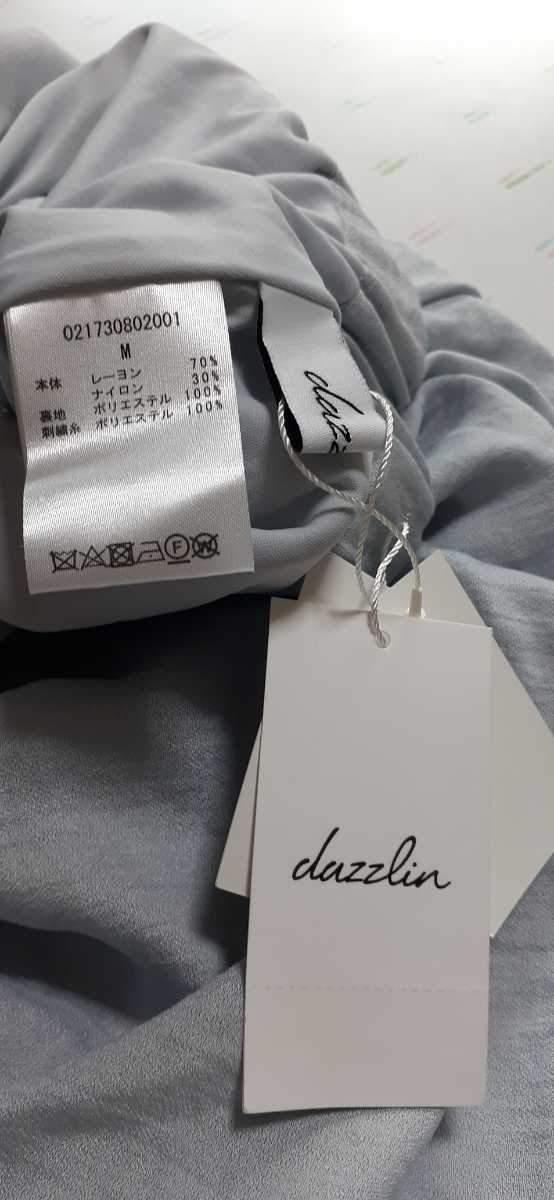 021730802001
M
本体 レーヨン 70%
ナイロン 30%
裏地 ポリエステル 100%
刺繍糸 ポリエステル 100%
dazzlin